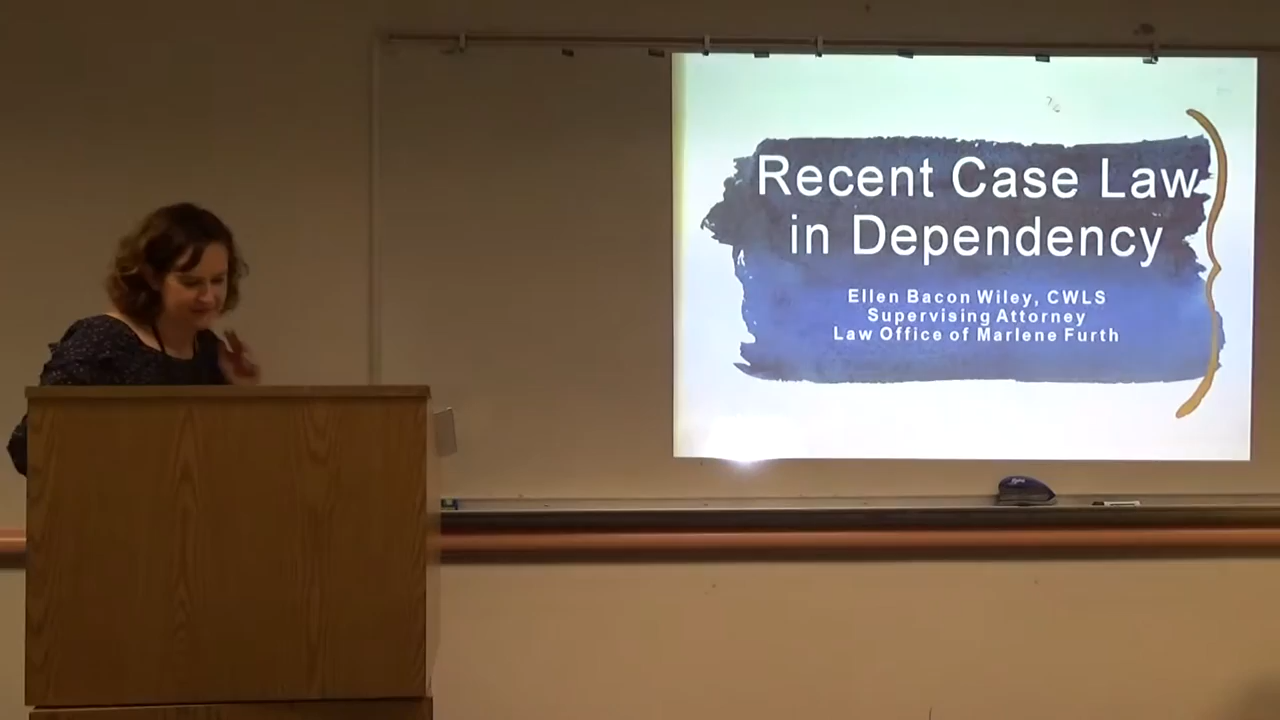 Recent Case Law
in Dependency
Ellen Bacon Wiley, CWLS
Supervising Attorney
Law Office of Marlene Furth